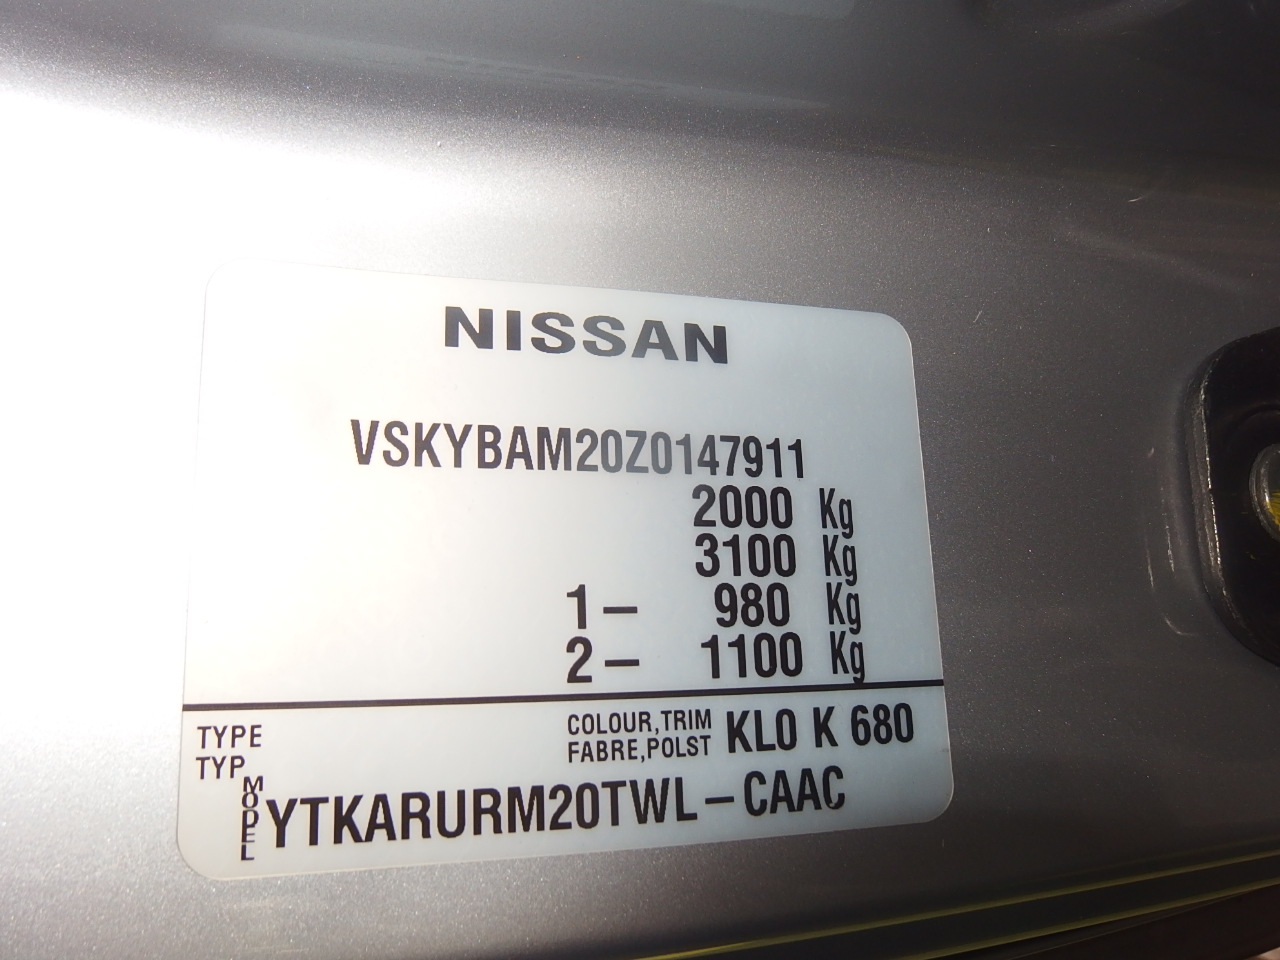 NISSAN
VSKYBAM20Z0147911
2000 Kg
3100 Kg
1- 980 Kg
2- 1100 Kg
TYPE COLOUR,TRIM KL0 K 680
TYP FABRE,POLST
MODEL YTKARURM20TWL-CAAC